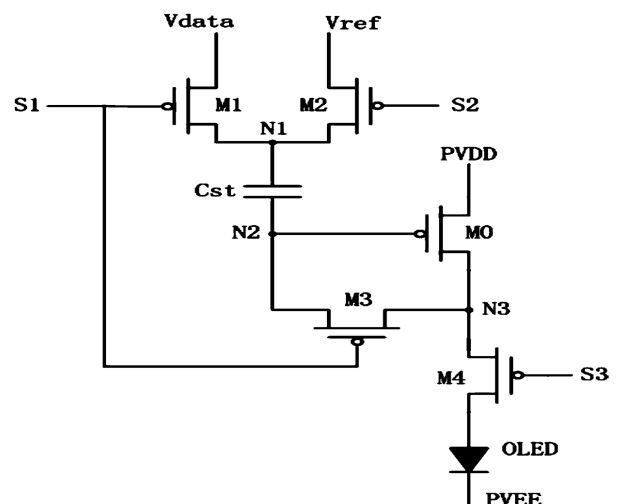 Vdata
Vref
S1
M1
M2
S2
N1
PVDD
Cst
N2
M0
M3
N3
M4
S3
OLED
PVEE